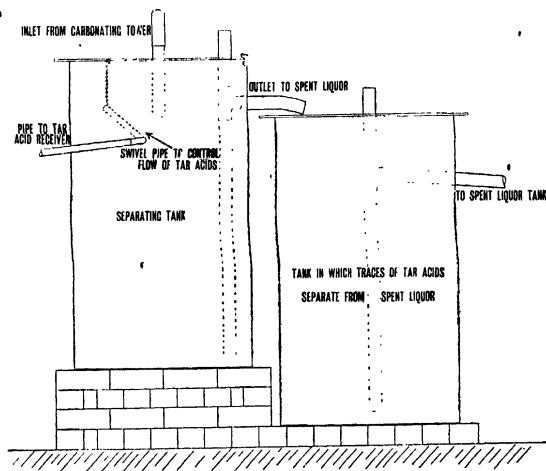 INLET FROM CARBONATING TOWER
OUTLET TO SPENT LIQUOR
PIPE TO TAR
ACID RECEIVER
SWIVEL PIPE TO CONTROL
FLOW OF TAR ACIDS
TO SPENT LIQUOR TANK
SEPARATING TANK
TANK IN WHICH TRACES OF TAR ACIDS
SEPARATE FROM SPENT LIQUOR